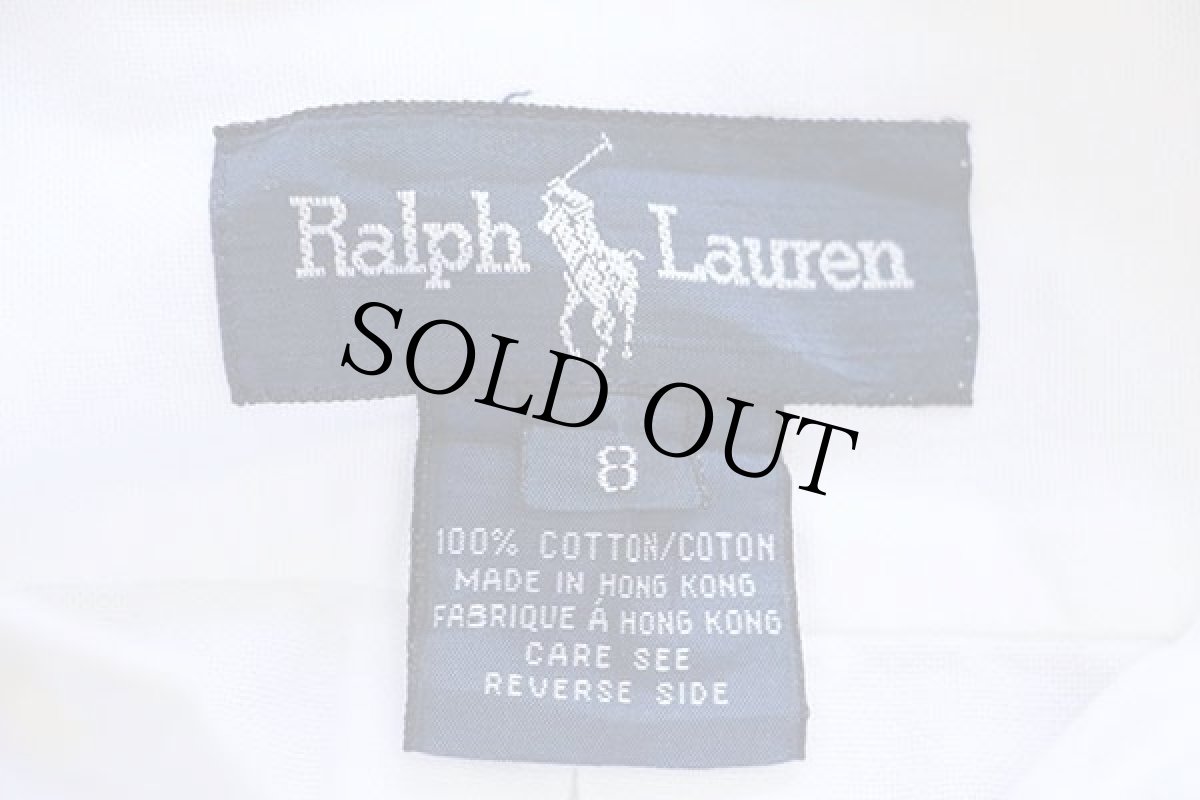 Ralph Lauren
SOLD OUT
8
100% COTTON/COTON
MADE IN HONG KONG
FABRIQUE Á HONG KONG
CARE SEE
REVERSE SIDE